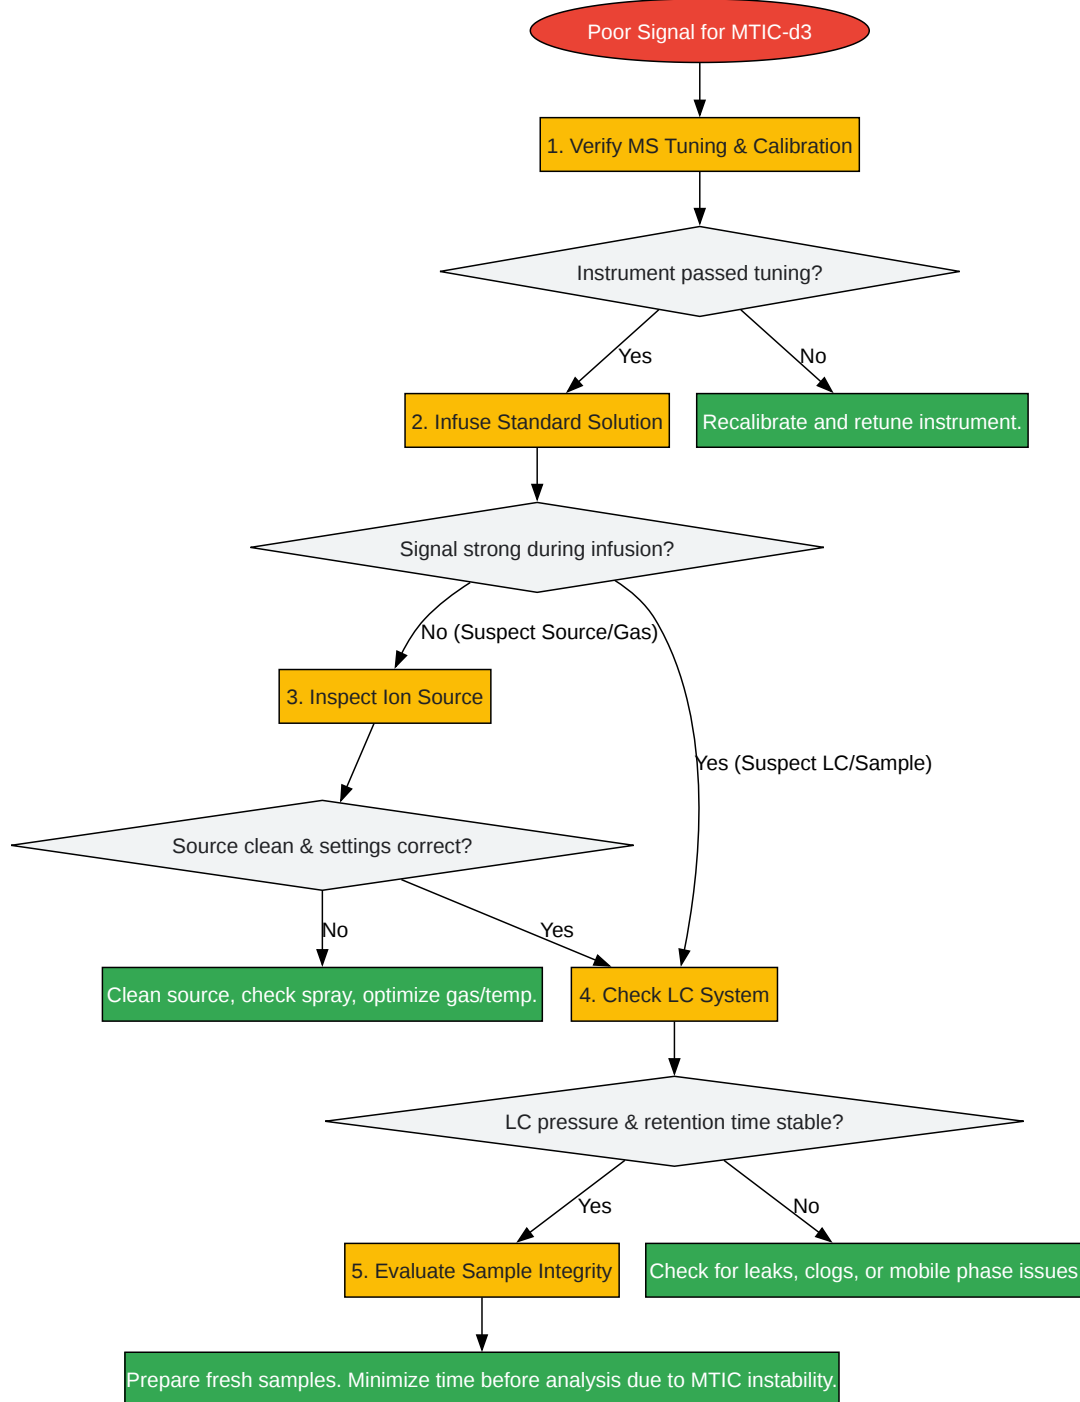 Poor Signal for MTIC-d3
1. Verify MS Tuning & Calibration
Instrument passed tuning?
Yes
No
2. Infuse Standard Solution
Recalibrate and retune instrument.
Signal strong during infusion?
No (Suspect Source/Gas)
3. Inspect Ion Source
Yes (Suspect LC/Sample)
Source clean & settings correct?
No
Yes
Clean source, check spray, optimize gas/temp.
4. Check LC System
LC pressure & retention time stable?
Yes
No
5. Evaluate Sample Integrity
Check for leaks, clogs, or mobile phase issues
Prepare fresh samples. Minimize time before analysis due to MTIC instability.